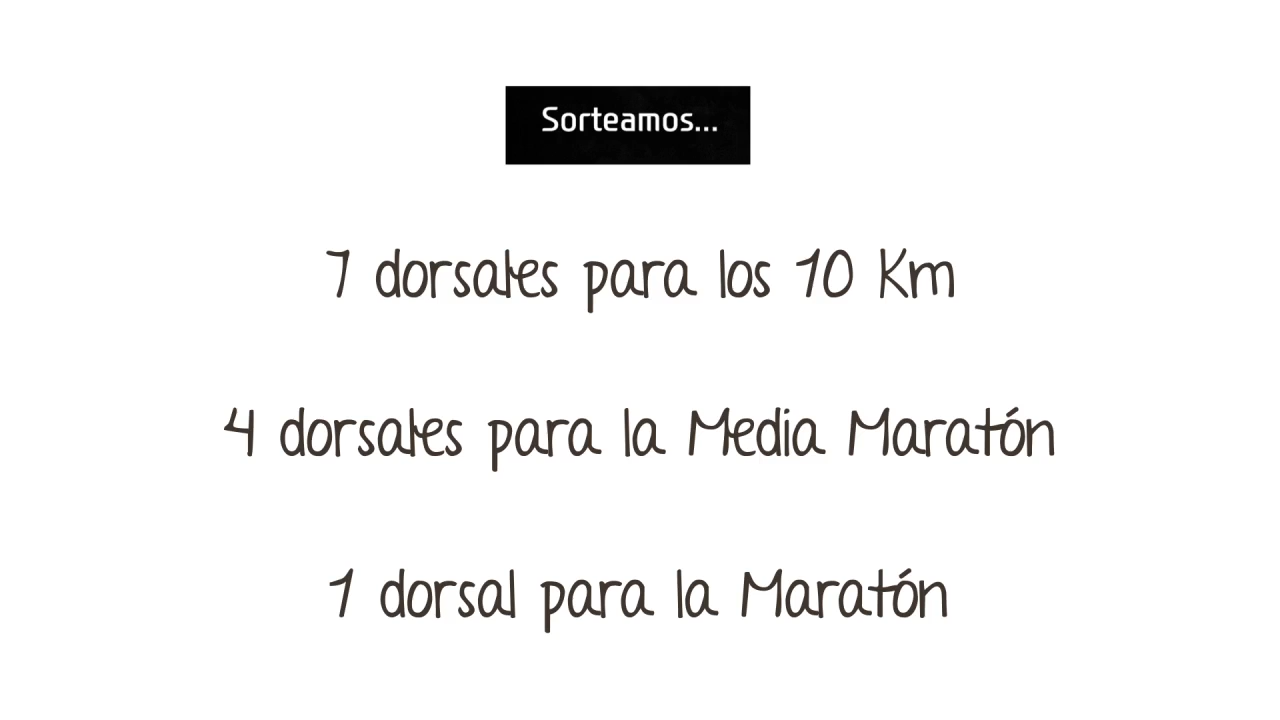 Sorteamos...
7 dorsales para los 10 Km
4 dorsales para la Media Maratón
1 dorsal para la Maratón